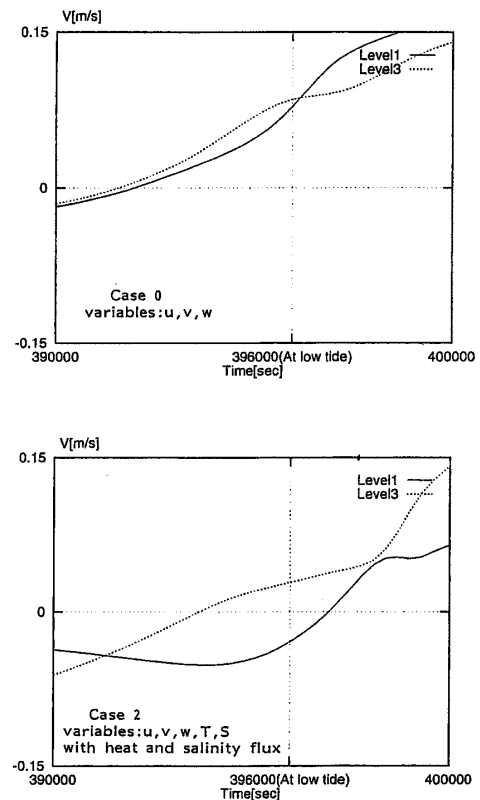 V[m/s]
0.15
Level1
Level3
0
Case 0
variables:u,v,w
-0.15
390000
396000(At low tide)
400000
Time[sec]
V[m/s]
0.15
Level1
Level3
0
Case 2
variables:u,v,w,T,S
with heat and salinity flux
-0.15
390000
396000(At low tide)
400000
Time[sec]